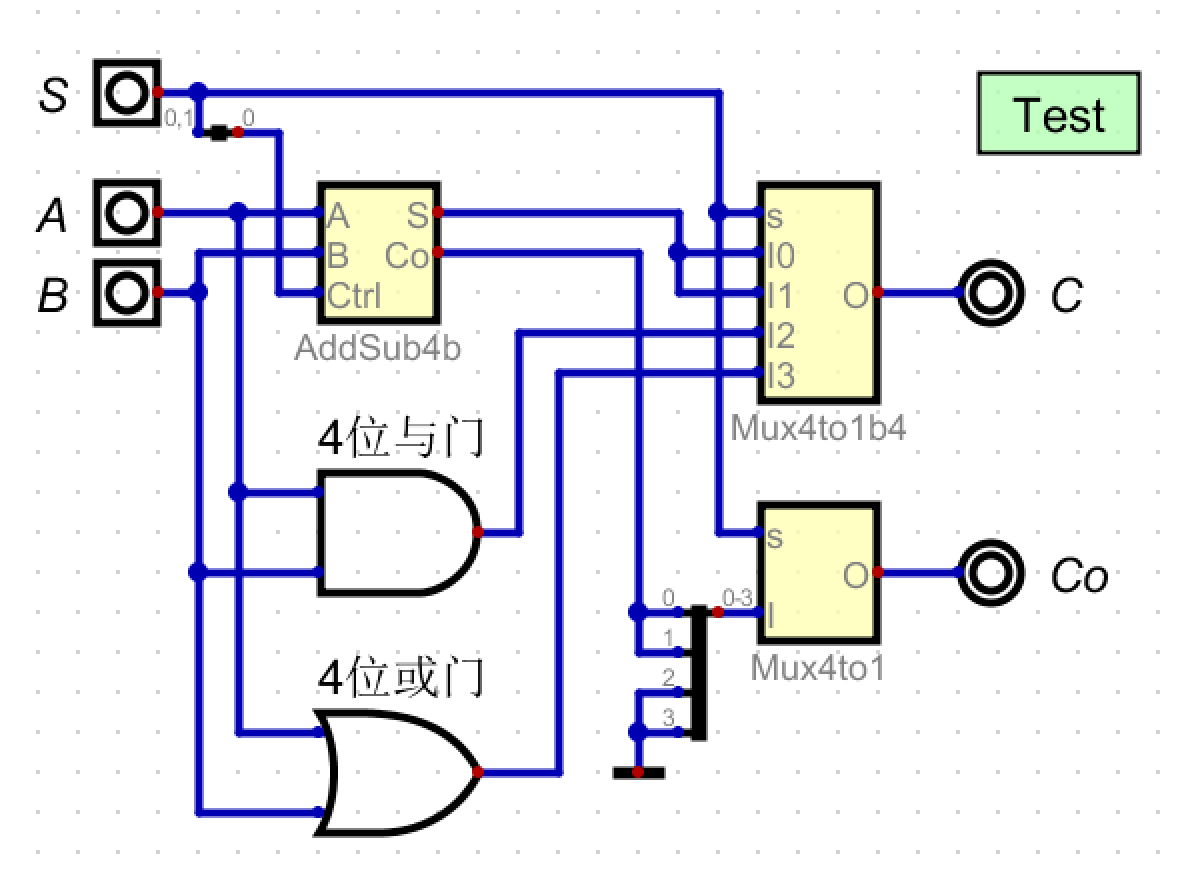 S
0,1
0
Test
A
B
A
B
Ctrl
S
Co
AddSub4b
s
I0
I1
I2
I3
O
Mux4to1b4
C
4位与门
4位或门
0
1
2
3
0-3
s
I
O
Mux4to1
Co